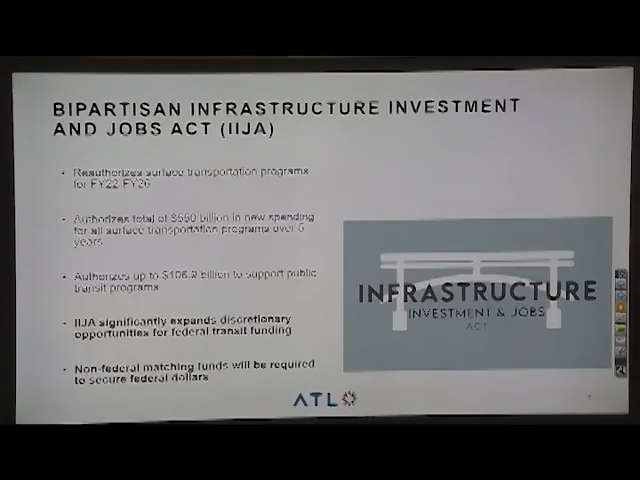 BIPARTISAN INFRASTRUCTURE INVESTMENT
AND JOBS ACT (IIJA)
• Reauthorizes surface transportation programs
for FY22-FY26
• Authorizes total of $550 billion in new spending
for all surface transportation programs over 5
years
• Authorizes up to $106.9 billion to support public
transit programs
• IIJA significantly expands discretionary
opportunities for federal transit funding
• Non-federal matching funds will be required
to secure federal dollars
INFRASTRUCTURE
INVESTMENT & JOBS
ACT
ATL